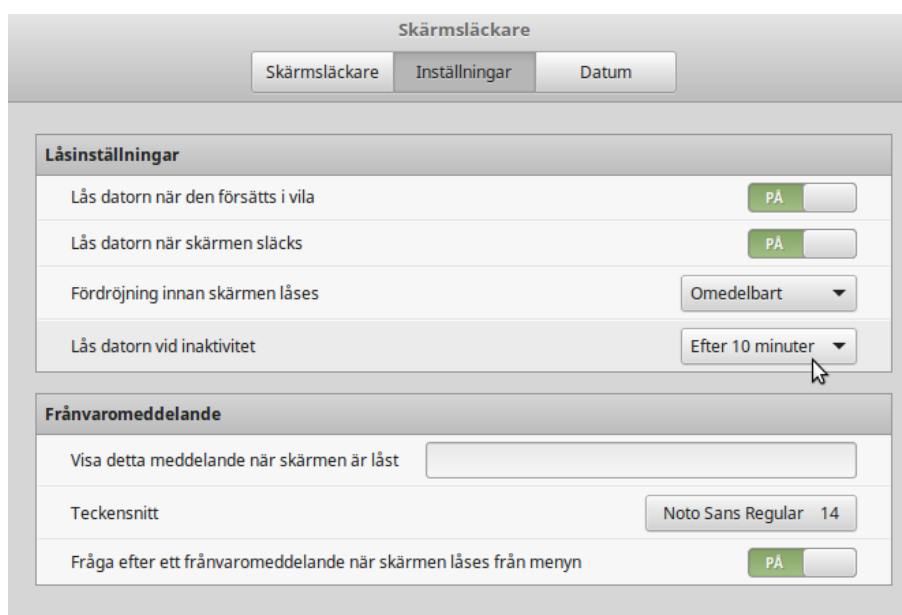 Skärmsläckare
Skärmsläckare Inställningar Datum
Låsinställningar
Lås datorn när den försätts i vila PÅ
Lås datorn när skärmen släcks PÅ
Fördröjning innan skärmen låses Omedelbart
Lås datorn vid inaktivitet Efter 10 minuter
Frånvaromeddelande
Visa detta meddelande när skärmen är låst
Teckensnitt Noto Sans Regular 14
Fråga efter ett frånvaromeddelande när skärmen låses från menyn PÅ